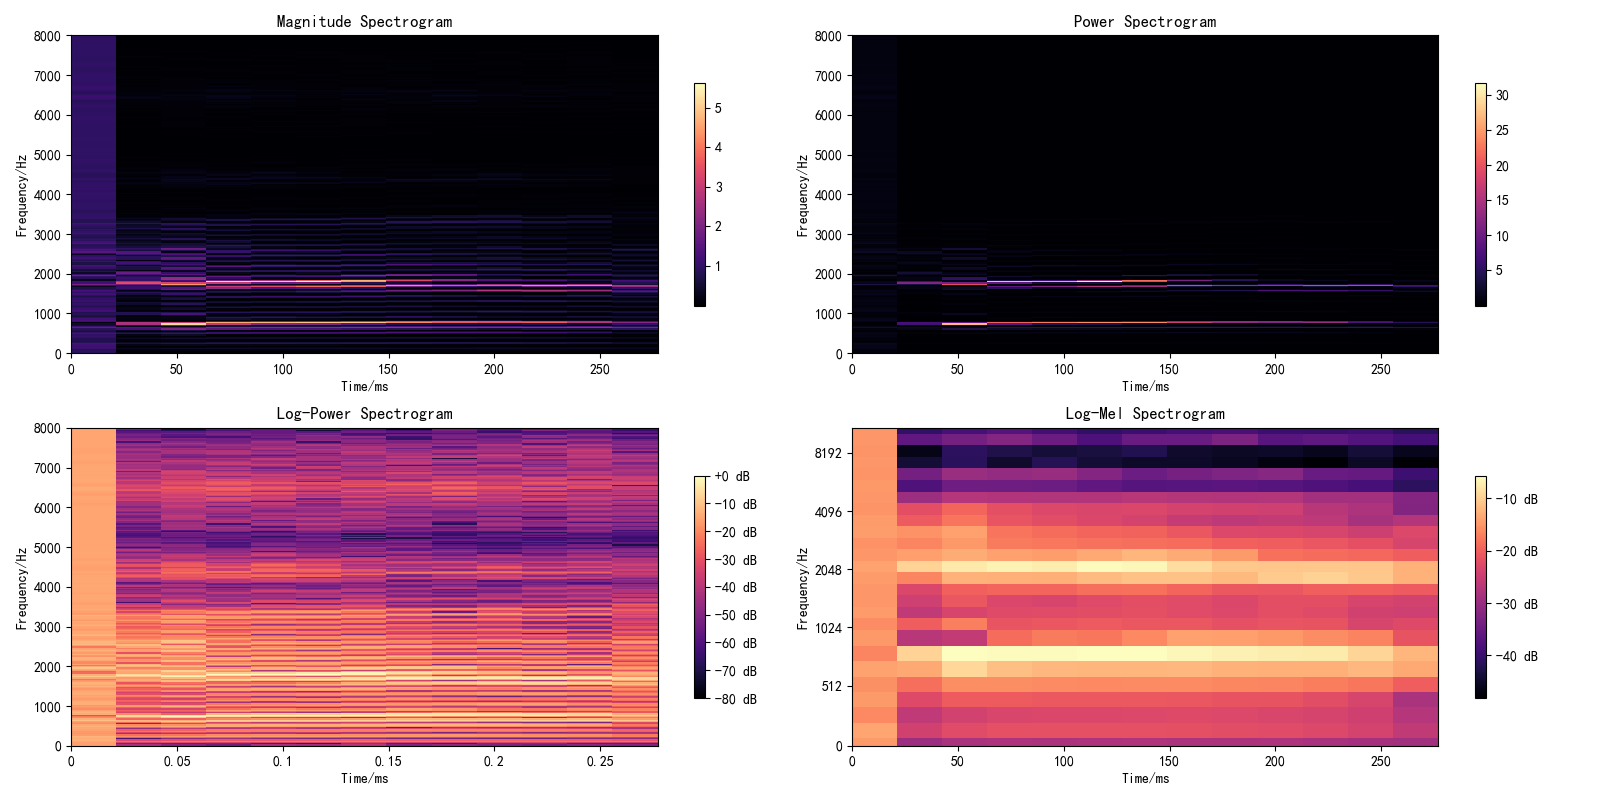 Magnitude Spectrogram
8000
7000
6000
5000
4000
3000
2000
1000
0
Frequency/Hz
0 50 100 150 200 250
Time/ms
5
4
3
2
1
Power Spectrogram
8000
7000
6000
5000
4000
3000
2000
1000
0
Frequency/Hz
0 50 100 150 200 250
Time/ms
30
25
20
15
10
5
Log-Power Spectrogram
8000
7000
6000
5000
4000
3000
2000
1000
0
Frequency/Hz
0 0.05 0.1 0.15 0.2 0.25
Time/ms
+0 dB
-10 dB
-20 dB
-30 dB
-40 dB
-50 dB
-60 dB
-70 dB
-80 dB
Log-Mel Spectrogram
8192
4096
2048
1024
512
0
Frequency/Hz
0 50 100 150 200 250
Time/ms
-10 dB
-20 dB
-30 dB
-40 dB